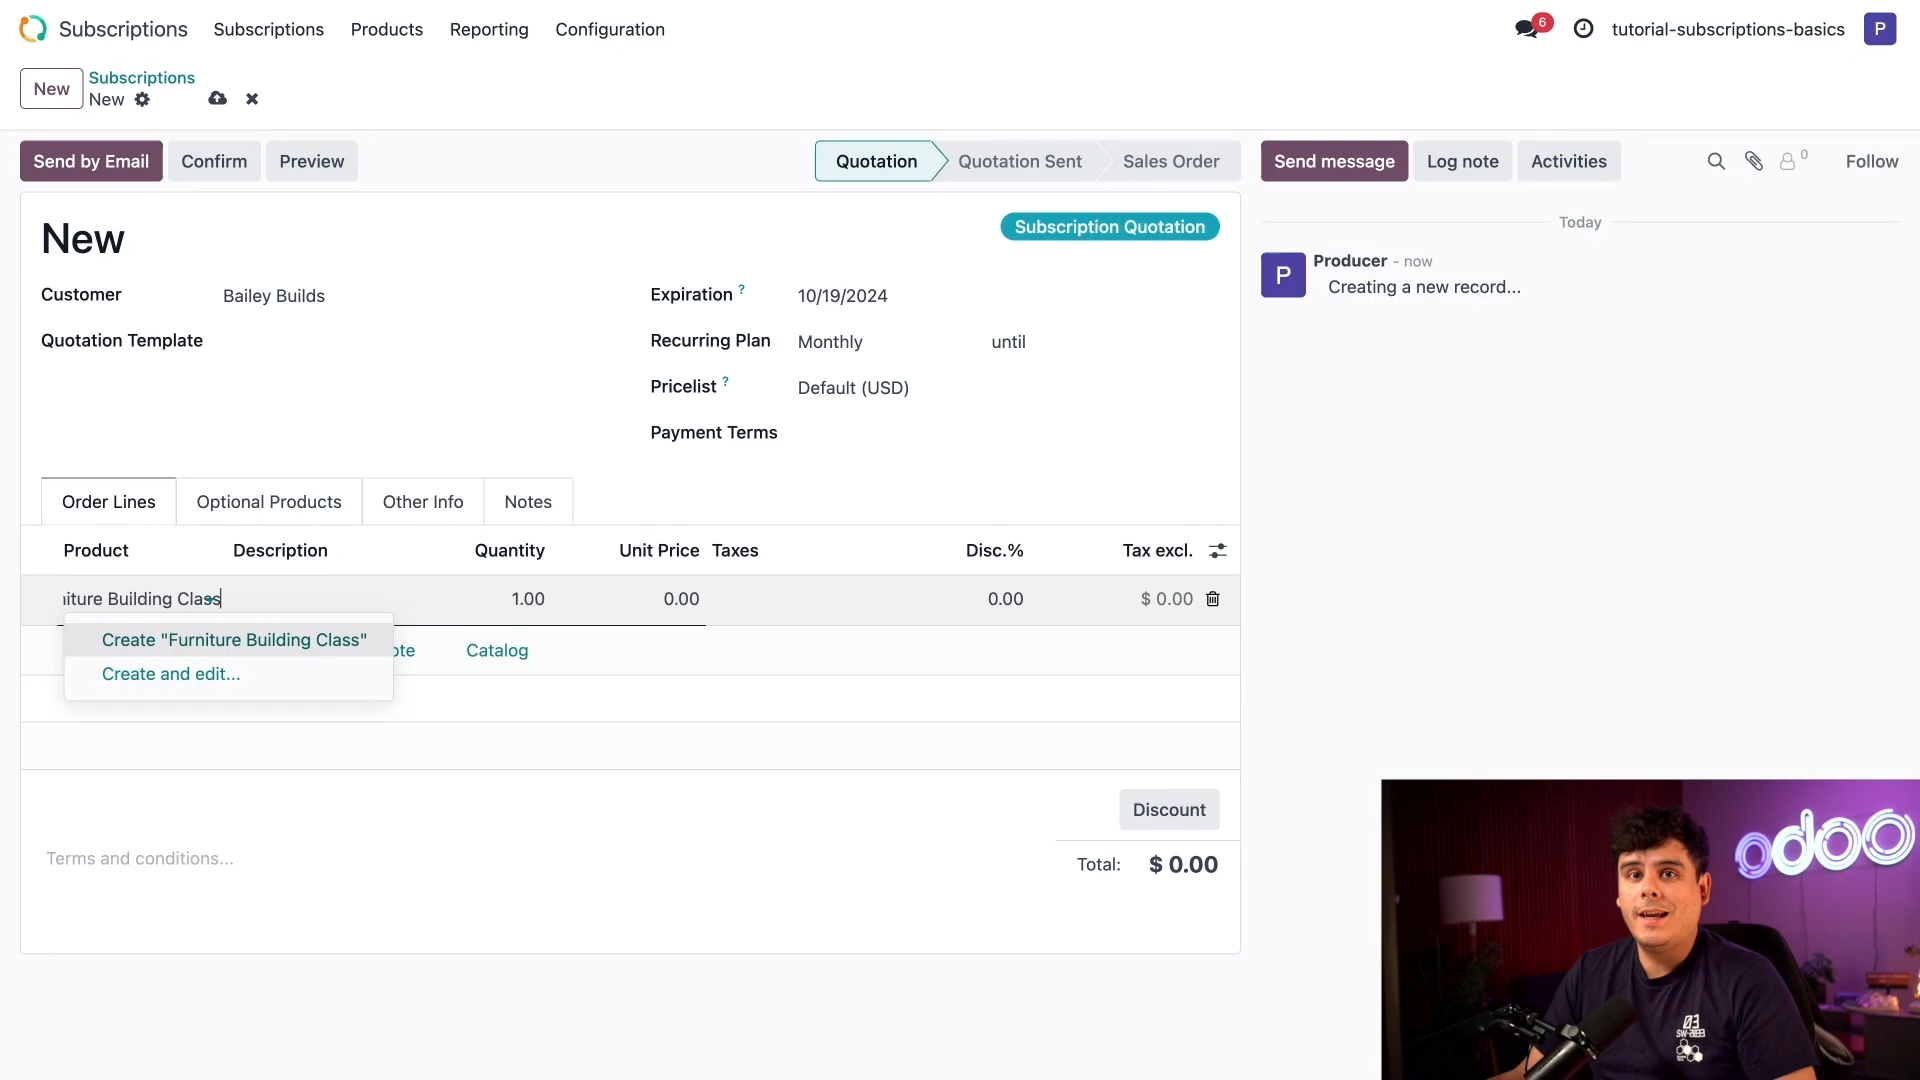 Subscriptions Subscriptions Products Reporting Configuration 6 tutorial-subscriptions-basics P
New Subscriptions
New
Send by Email Confirm Preview Quotation Quotation Sent Sales Order Send message Log note Activities 0 Follow
Today
New Subscription Quotation
Producer - now
P Creating a new record...
Customer Bailey Builds Expiration ? 10/19/2024
Quotation Template Recurring Plan Monthly until
Pricelist ? Default (USD)
Payment Terms
Order Lines Optional Products Other Info Notes
Product Description Quantity Unit Price Taxes Disc.% Tax excl.
niture Building Class 1.00 0.00 0.00 $ 0.00
Create "Furniture Building Class" ote Catalog
Create and edit...
Discount
Terms and conditions... Total: $ 0.00
odoo
03
SW-2023